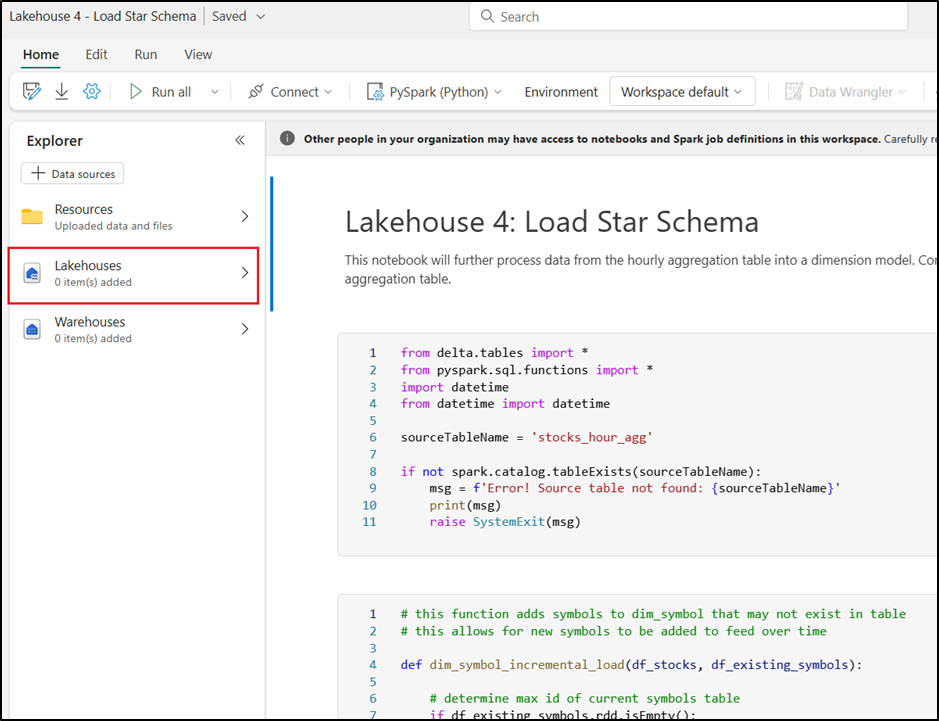 Lakehouse 4 - Load Star Schema | Saved
Search
Home Edit Run View
Run all Connect PySpark (Python) Environment Workspace default Data Wrangler
Explorer
Data sources
Resources
Uploaded data and files
Lakehouses
0 item(s) added
Warehouses
0 item(s) added
Other people in your organization may have access to notebooks and Spark job definitions in this workspace. Carefully
Lakehouse 4: Load Star Schema
This notebook will further process data from the hourly aggregation table into a dimension model. Cor
aggregation table.
1 from delta.tables import *
2 from pyspark.sql.functions import *
3 import datetime
4 from datetime import datetime
5
6 sourceTableName = 'stocks_hour_agg'
7
8 if not spark.catalog.tableExists(sourceTableName):
9 msg = f'Error! Source table not found: {sourceTableName}'
10 print(msg)
11 raise SystemExit(msg)
1 # this function adds symbols to dim_symbol that may not exist in table
2 # this allows for new symbols to be added to feed over time
3
4 def dim_symbol_incremental_load(df_stocks, df_existing_symbols):
5
6 # determine max id of current symbols table
7 if df_existing_symbols.rdd.isEmpty():